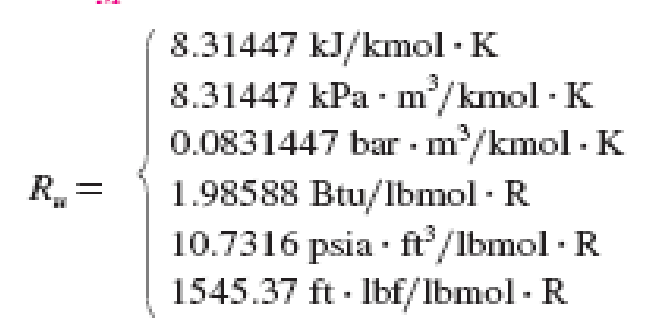 8.31447 kJ/kmol · K
8.31447 kPa · m³/kmol · K
0.0831447 bar · m³/kmol · K
Rᵤ =
1.98588 Btu/lbmol · R
10.7316 psia · ft³/lbmol · R
1545.37 ft · lbf/lbmol · R